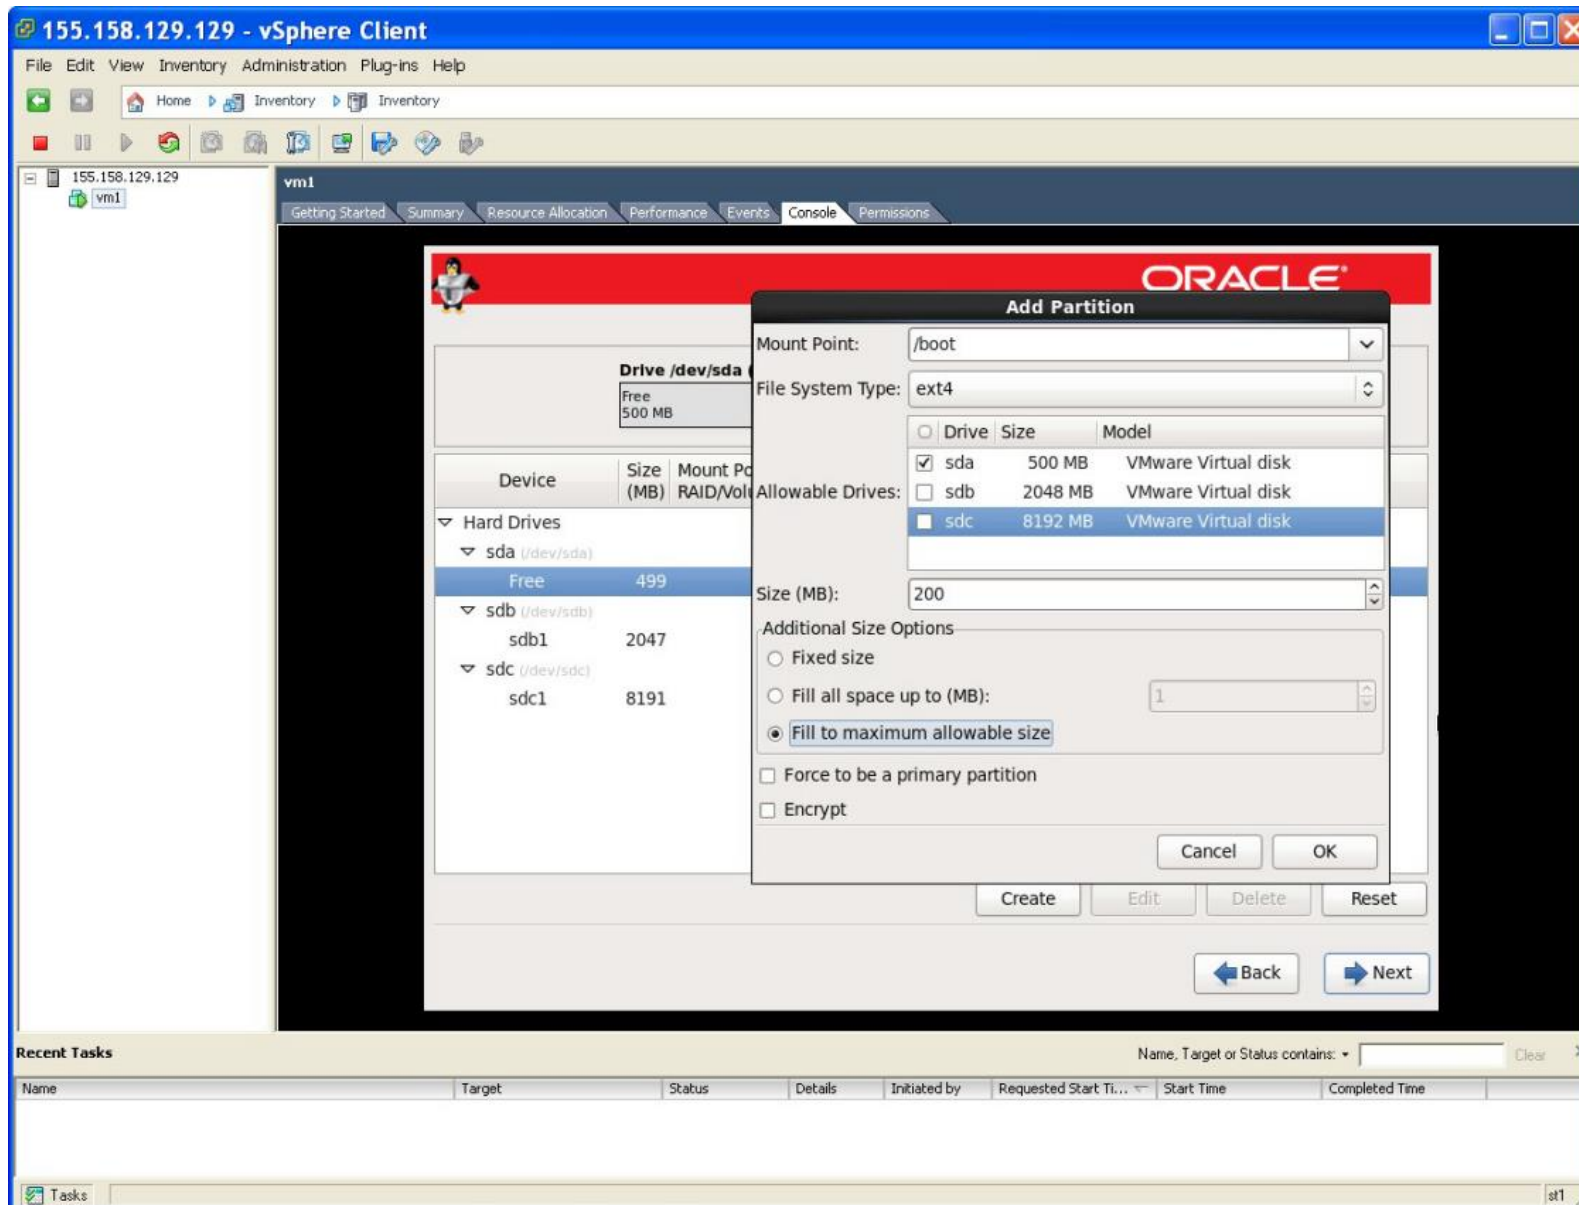 155.158.129.129 - vSphere Client
File Edit View Inventory Administration Plug-ins Help
Home Inventory Inventory
155.158.129.129
vm1
vm1
Getting Started Summary Resource Allocation Performance Events Console Permissions
ORACLE
Add Partition
Drive /dev/sda (
Free
500 MB
Device
Size (MB)
Mount Po
RAID/Volu
Hard Drives
sda (/dev/sda)
Free 499
sdb (/dev/sdb)
sdb1 2047
sdc (/dev/sdc)
sdc1 8191
Mount Point: /boot
File System Type: ext4
Allowable Drives:
Drive Size Model
sda 500 MB VMware Virtual disk
sdb 2048 MB VMware Virtual disk
sdc 8192 MB VMware Virtual disk
Size (MB): 200
Additional Size Options
Fixed size
Fill all space up to (MB): 1
Fill to maximum allowable size
Force to be a primary partition
Encrypt
Cancel OK
Create Edit Delete Reset
Back Next
Recent Tasks
Name, Target or Status contains: Clear
Name Target Status Details Initiated by Requested Start Ti... Start Time Completed Time
Tasks
st1